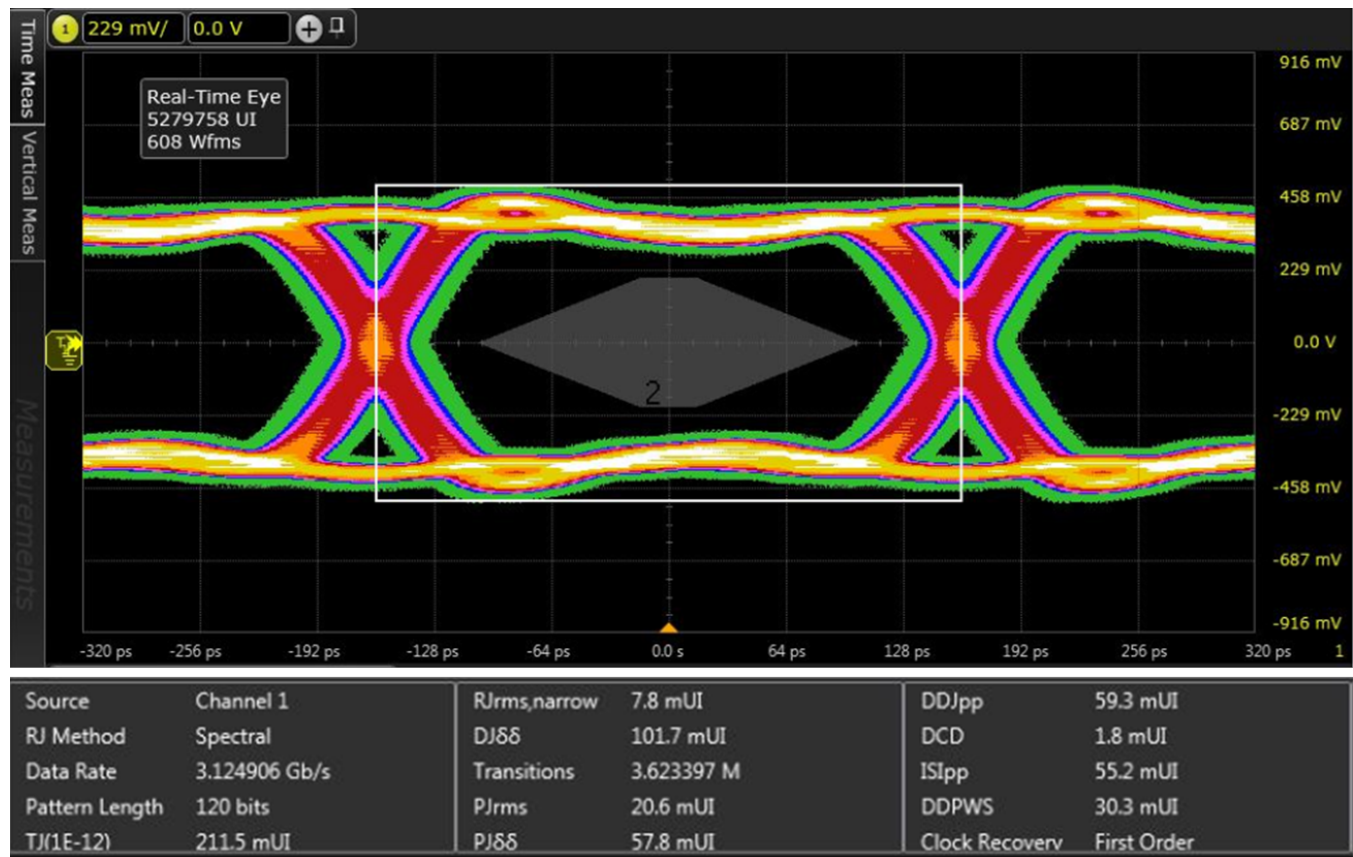 Time Meas
Vertical Meas
Measurements
1 229 mV/ 0.0 V
Real-Time Eye
5279758 UI
608 Wfms
916 mV
687 mV
458 mV
229 mV
0.0 V
-229 mV
-458 mV
-687 mV
-916 mV
2
-320 ps -256 ps -192 ps -128 ps -64 ps 0.0 s 64 ps 128 ps 192 ps 256 ps 320 ps 1
Source Channel 1 RJrms,narrow 7.8 mUI DDJpp 59.3 mUI
RJ Method Spectral DJδδ 101.7 mUI DCD 1.8 mUI
Data Rate 3.124906 Gb/s Transitions 3.623397 M ISIpp 55.2 mUI
Pattern Length 120 bits PJrms 20.6 mUI DDPWS 30.3 mUI
TJ(1E-12) 211.5 mUI PJδδ 57.8 mUI Clock Recovery First Order